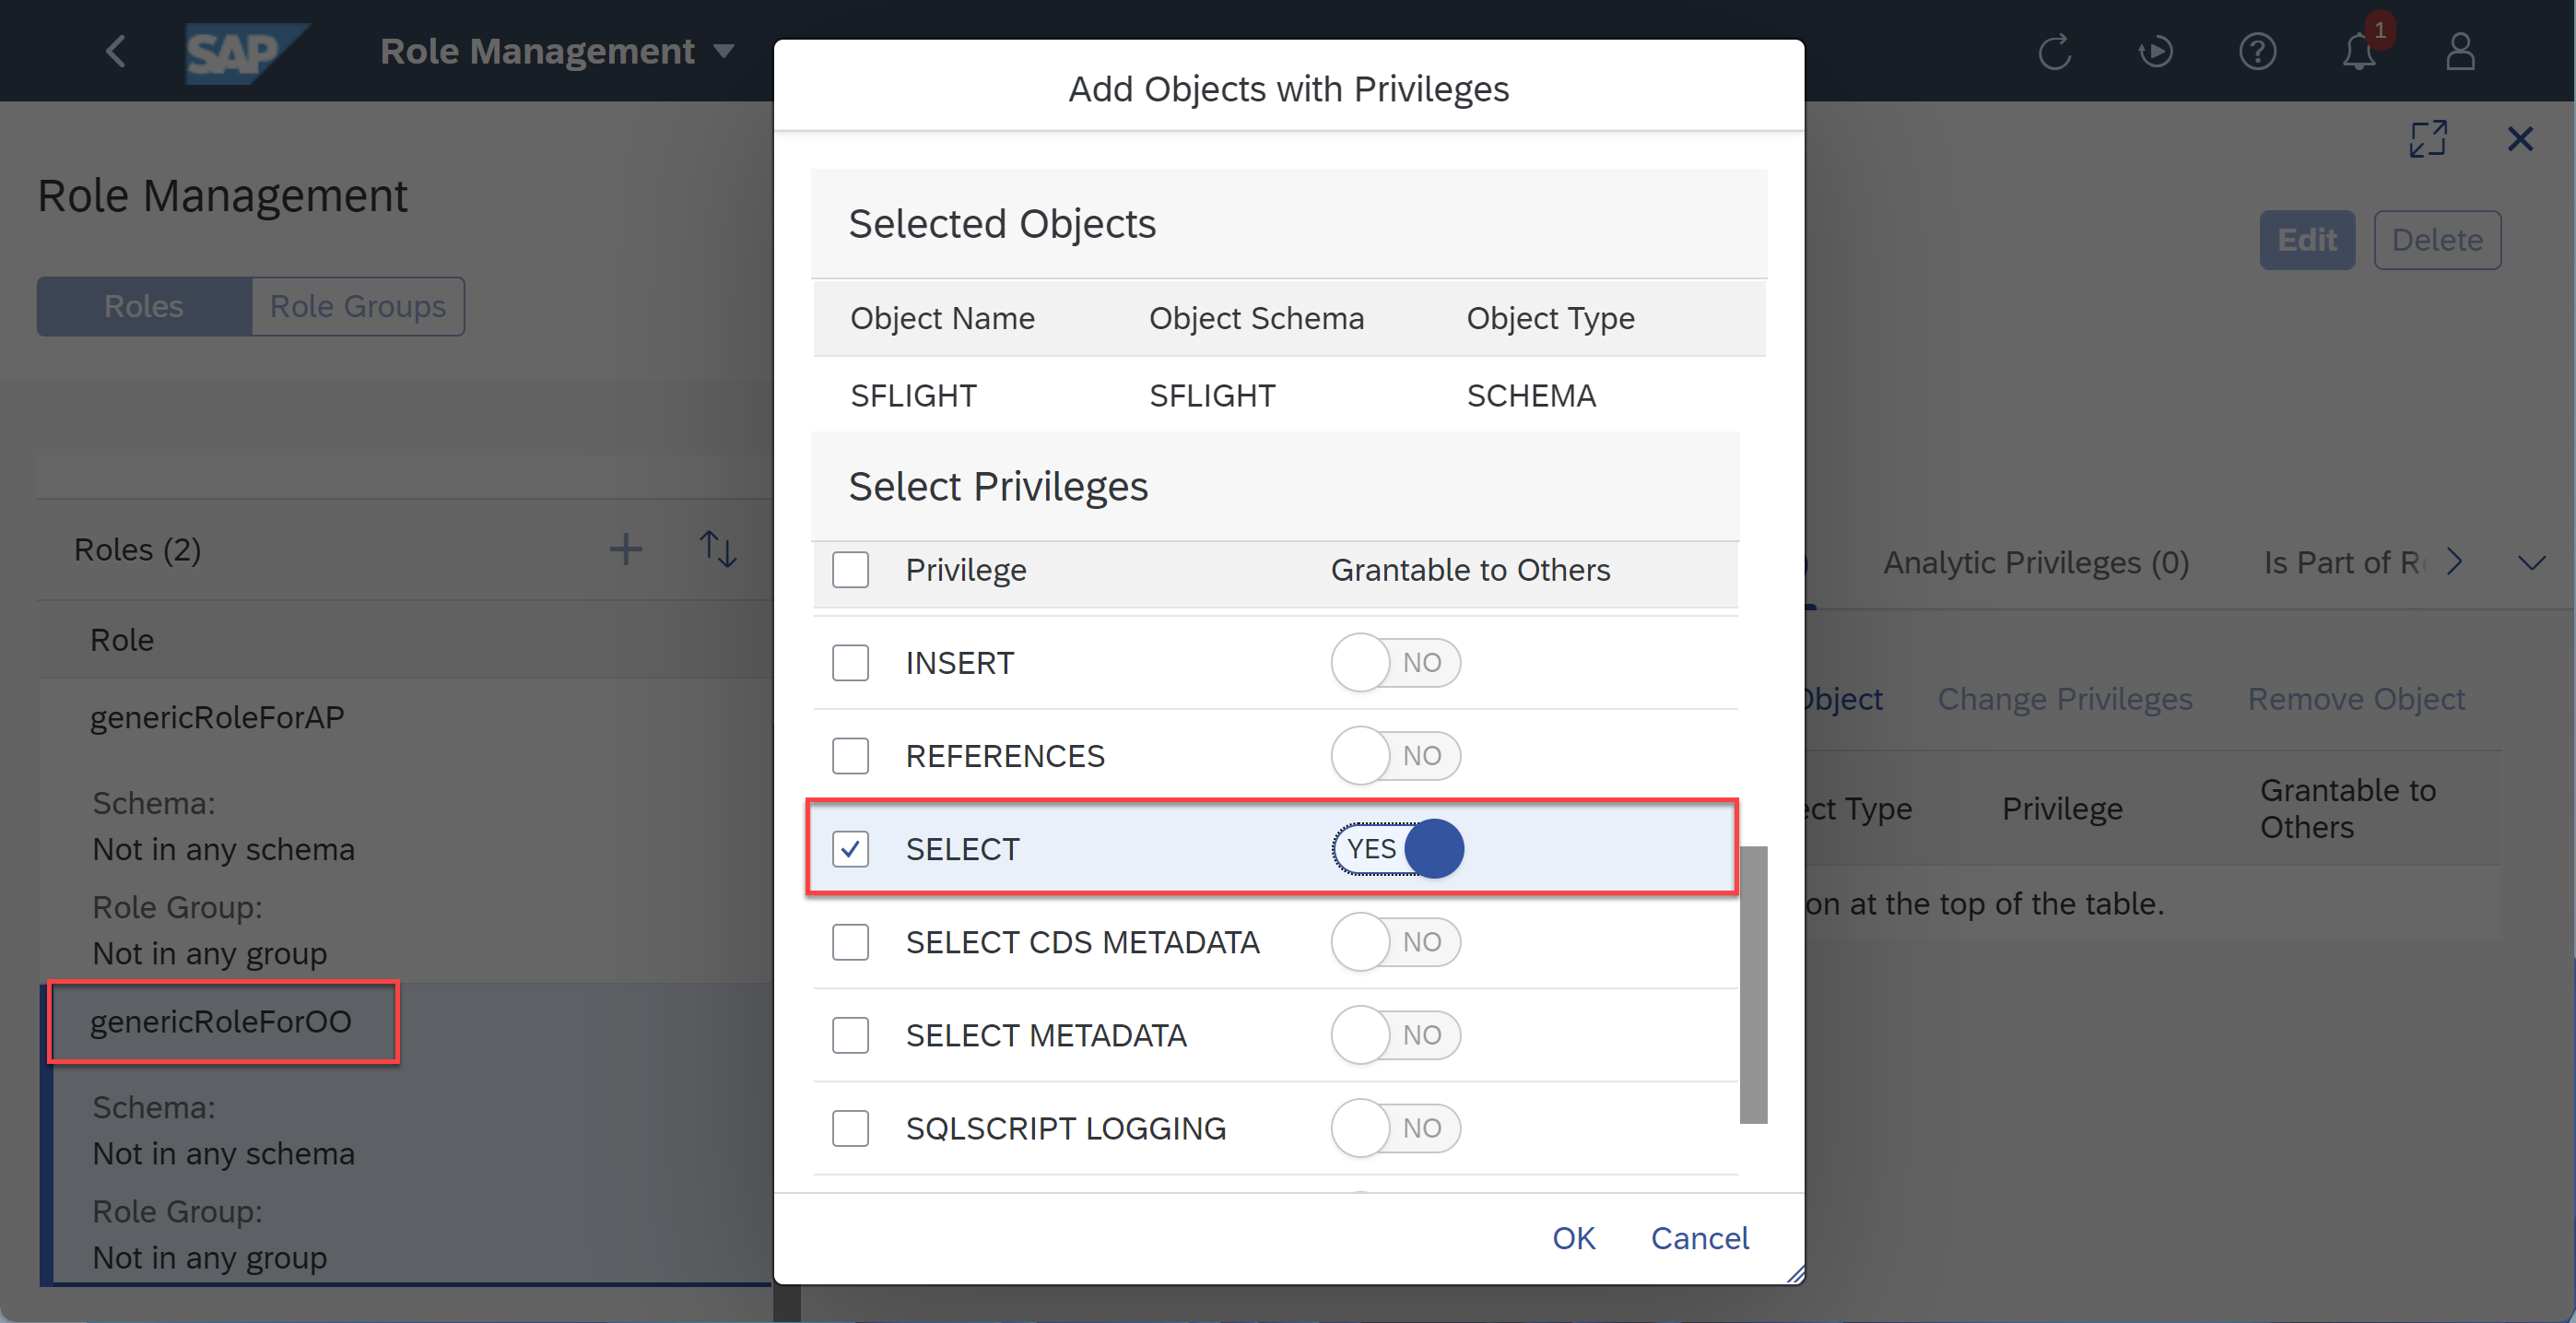 SAP
Role Management
1
Role Management
Roles
Role Groups
Roles (2)
Role
genericRoleForAP
Schema:
Not in any schema
Role Group:
Not in any group
genericRoleForOO
Schema:
Not in any schema
Role Group:
Not in any group
Add Objects with Privileges
Selected Objects
Object Name Object Schema Object Type
SFLIGHT SFLIGHT SCHEMA
Select Privileges
Privilege Grantable to Others
INSERT NO
REFERENCES NO
SELECT YES
SELECT CDS METADATA NO
SELECT METADATA NO
SQLSCRIPT LOGGING NO
OK Cancel
Edit Delete
Analytic Privileges (0) Is Part of
Object Change Privileges Remove Object
Type Privilege Grantable to
Others
on at the top of the table.